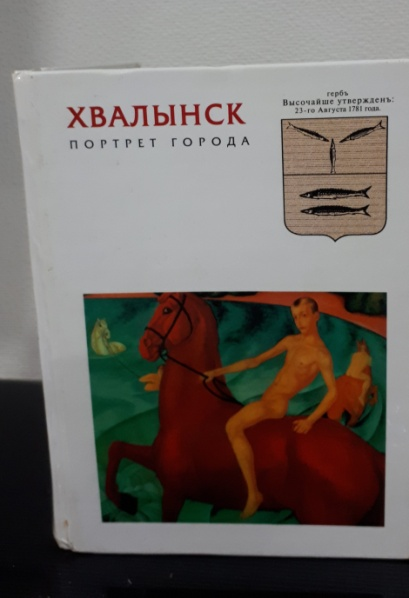 ХВАЛЫНСК
ПОРТРЕТ ГОРОДА
гербъ
Высочайше утвержденъ:
23-го Августа 1781 года.